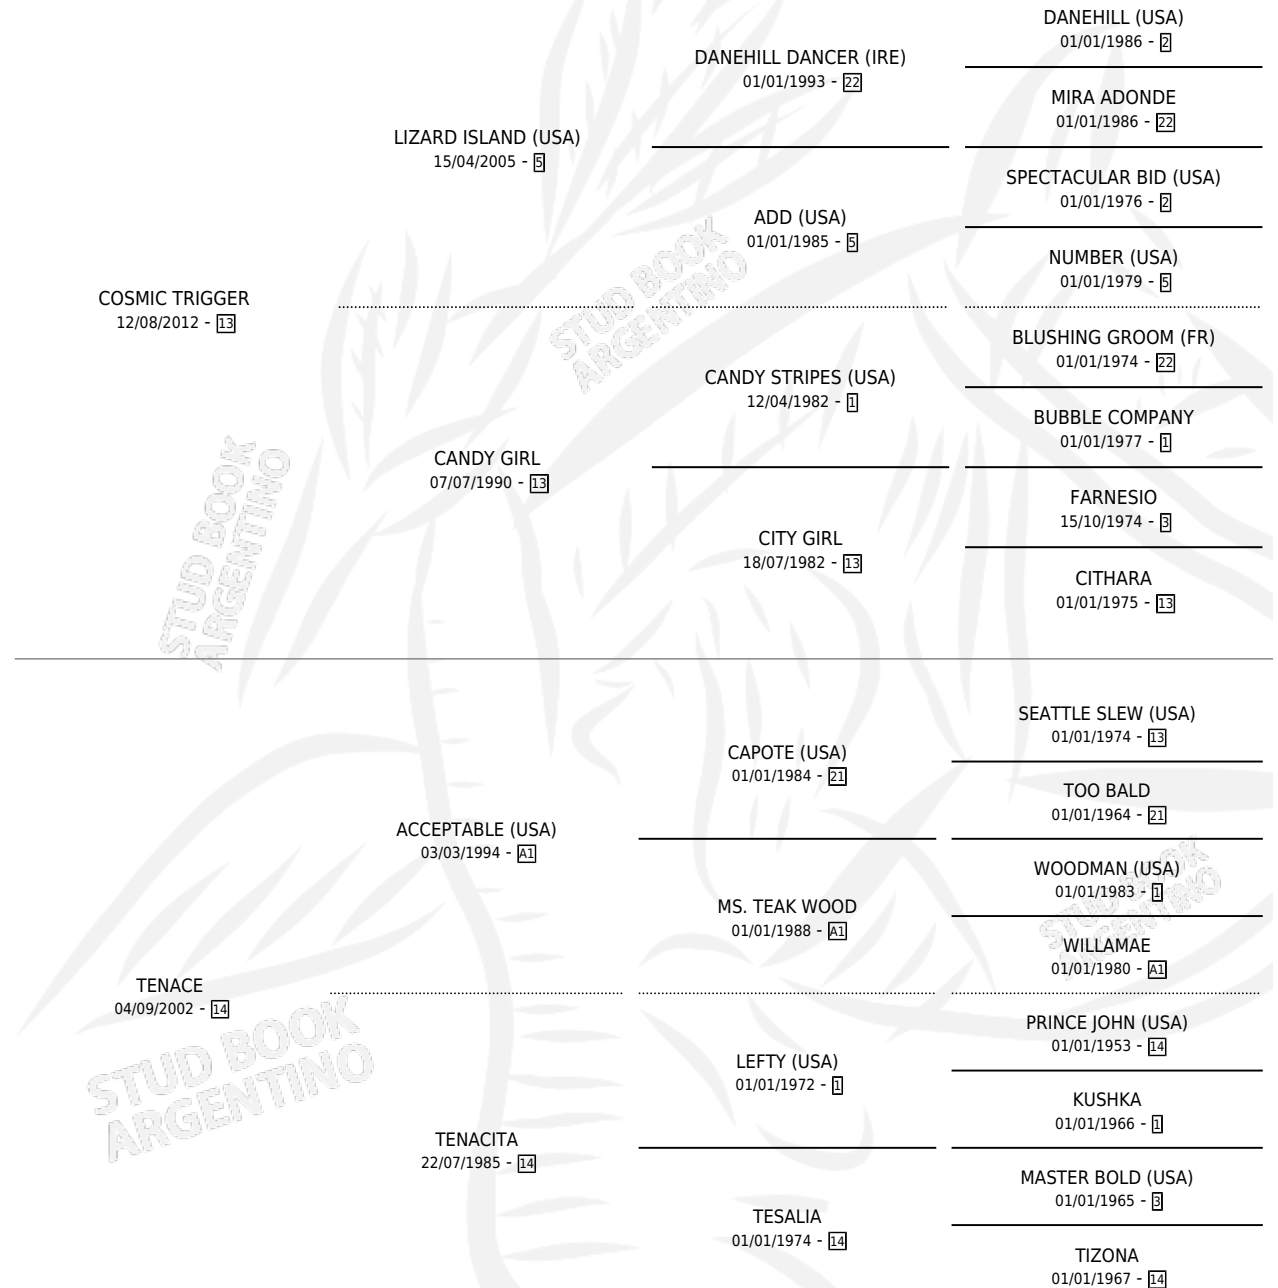 DANEHILL (USA)
01/01/1986 - 2
DANEHILL DANCER (IRE)
01/01/1993 - 22
MIRA ADONDE
01/01/1986 - 22
LIZARD ISLAND (USA)
15/04/2005 - 5
SPECTACULAR BID (USA)
01/01/1976 - 2
ADD (USA)
01/01/1985 - 5
NUMBER (USA)
01/01/1979 - 5
COSMIC TRIGGER
12/08/2012 - 13
BLUSHING GROOM (FR)
01/01/1974 - 22
CANDY STRIPES (USA)
12/04/1982 - 1
BUBBLE COMPANY
01/01/1977 - 1
CANDY GIRL
07/07/1990 - 13
FARNESIO
15/10/1974 - 3
CITY GIRL
18/07/1982 - 13
CITHARA
01/01/1975 - 13
SEATTLE SLEW (USA)
01/01/1974 - 13
CAPOTE (USA)
01/01/1984 - 21
TOO BALD
01/01/1964 - 21
ACCEPTABLE (USA)
03/03/1994 - A1
WOODMAN (USA)
01/01/1983 - 1
MS. TEAK WOOD
01/01/1988 - A1
WILLAMAE
01/01/1980 - A1
TENACE
04/09/2002 - 14
PRINCE JOHN (USA)
01/01/1953 - 14
LEFTY (USA)
01/01/1972 - 1
KUSHKA
01/01/1966 - 1
TENACITA
22/07/1985 - 14
MASTER BOLD (USA)
01/01/1965 - 3
TESALIA
01/01/1974 - 14
TIZONA
01/01/1967 - 14
STUD BOOK
ARGENTINO
STUD BOOK
ARGENTINO
STUD BOOK
ARGENTINO
STUD BOOK
ARGENTINO